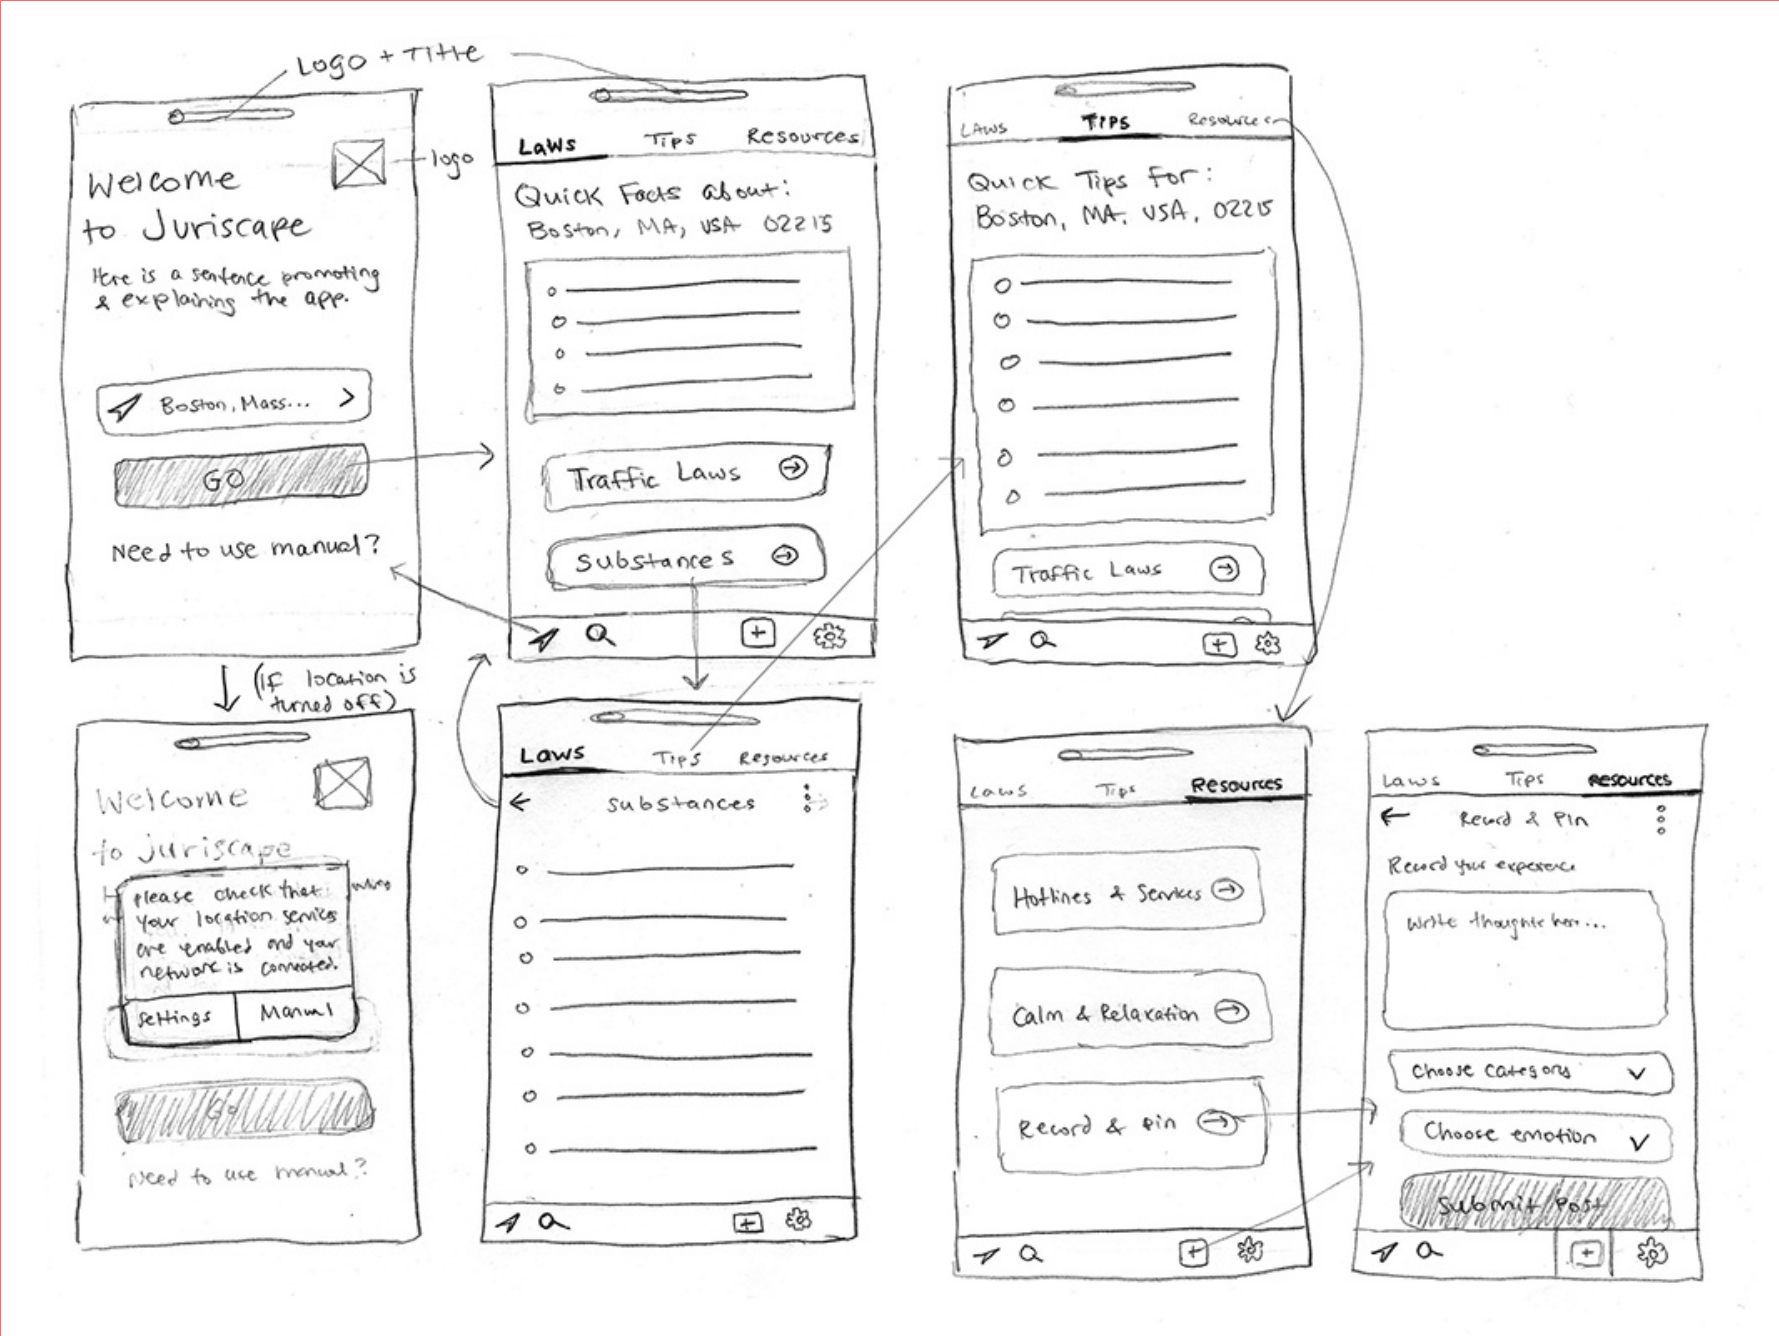 Logo + Title
logo
Welcome
to Juriscape
Here is a sentence promoting
& explaining the app.
Boston, Mass...
GO
Need to use manual?
Laws Tips Resources
Quick Facts about:
Boston, MA, USA 02215
Traffic Laws
Substances
Laws Tips Resources
Quick Tips for:
Boston, MA, USA, 02215
Traffic Laws
(If location is
turned off)
Welcome
to Juriscape
please check that
your location services
are enabled and your
network is connected.
Settings Manual
Go
Need to use manual?
Laws Tips Resources
Substances
Laws Tips Resources
Hotlines & Services
Calm & Relaxation
Record & Pin
Laws Tips Resources
Record & Pin
Record your experience
Write thoughts here...
Choose category
Choose emotion
Submit Post